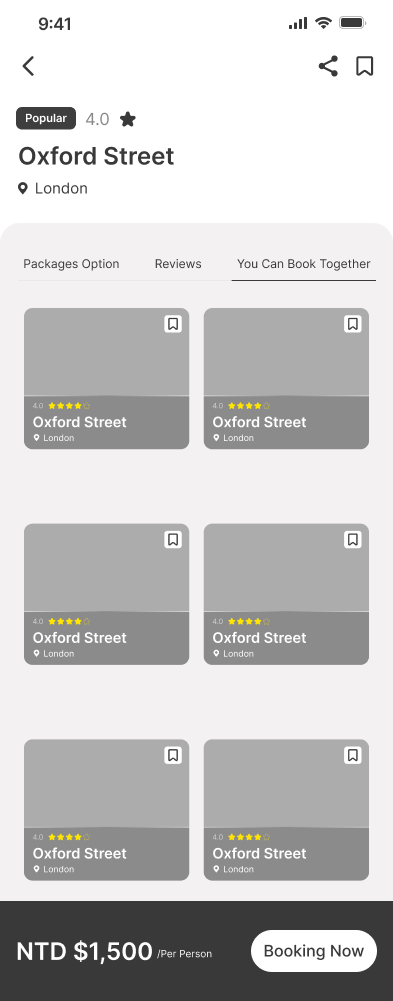 9:41
Popular 4.0
Oxford Street
London
Packages Option Reviews You Can Book Together
4.0 4.0
Oxford Street Oxford Street
London London
4.0 4.0
Oxford Street Oxford Street
London London
4.0 4.0
Oxford Street Oxford Street
London London
NTD $1,500 /Per Person Booking Now